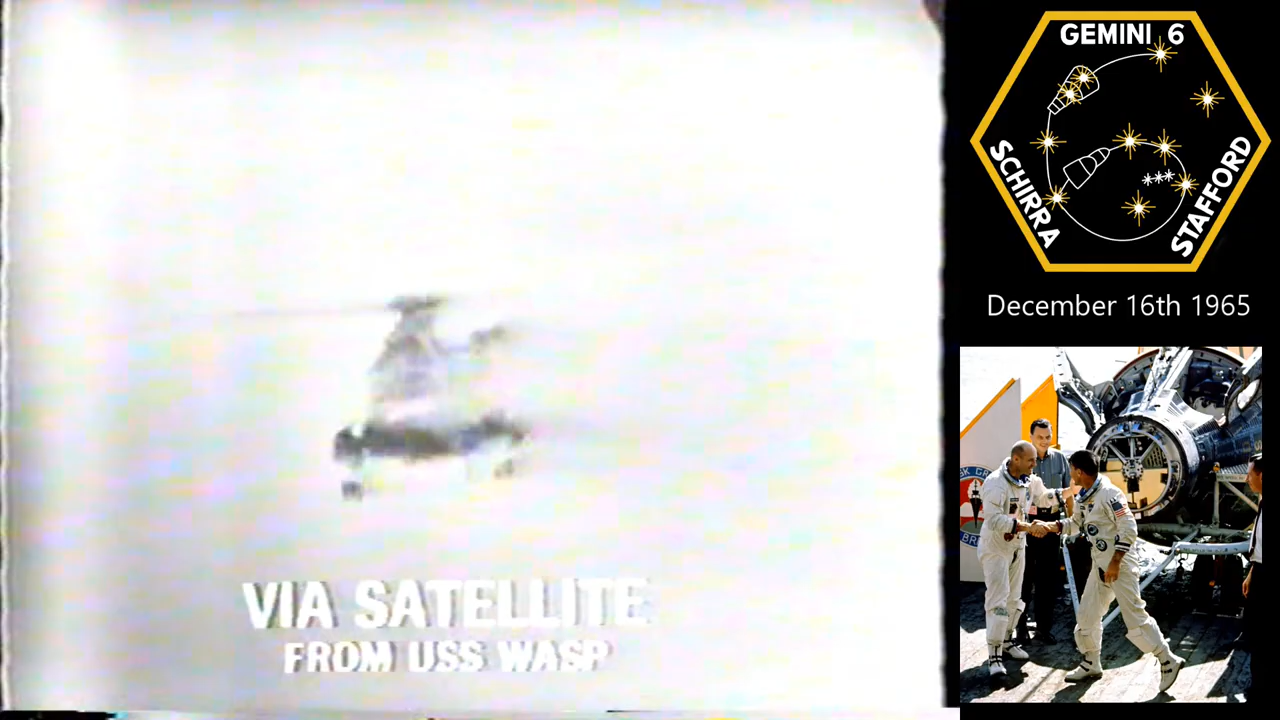 VIA SATELLITE
FROM USS WASP
GEMINI 6
SCHIRRA
STAFFORD
December 16th 1965